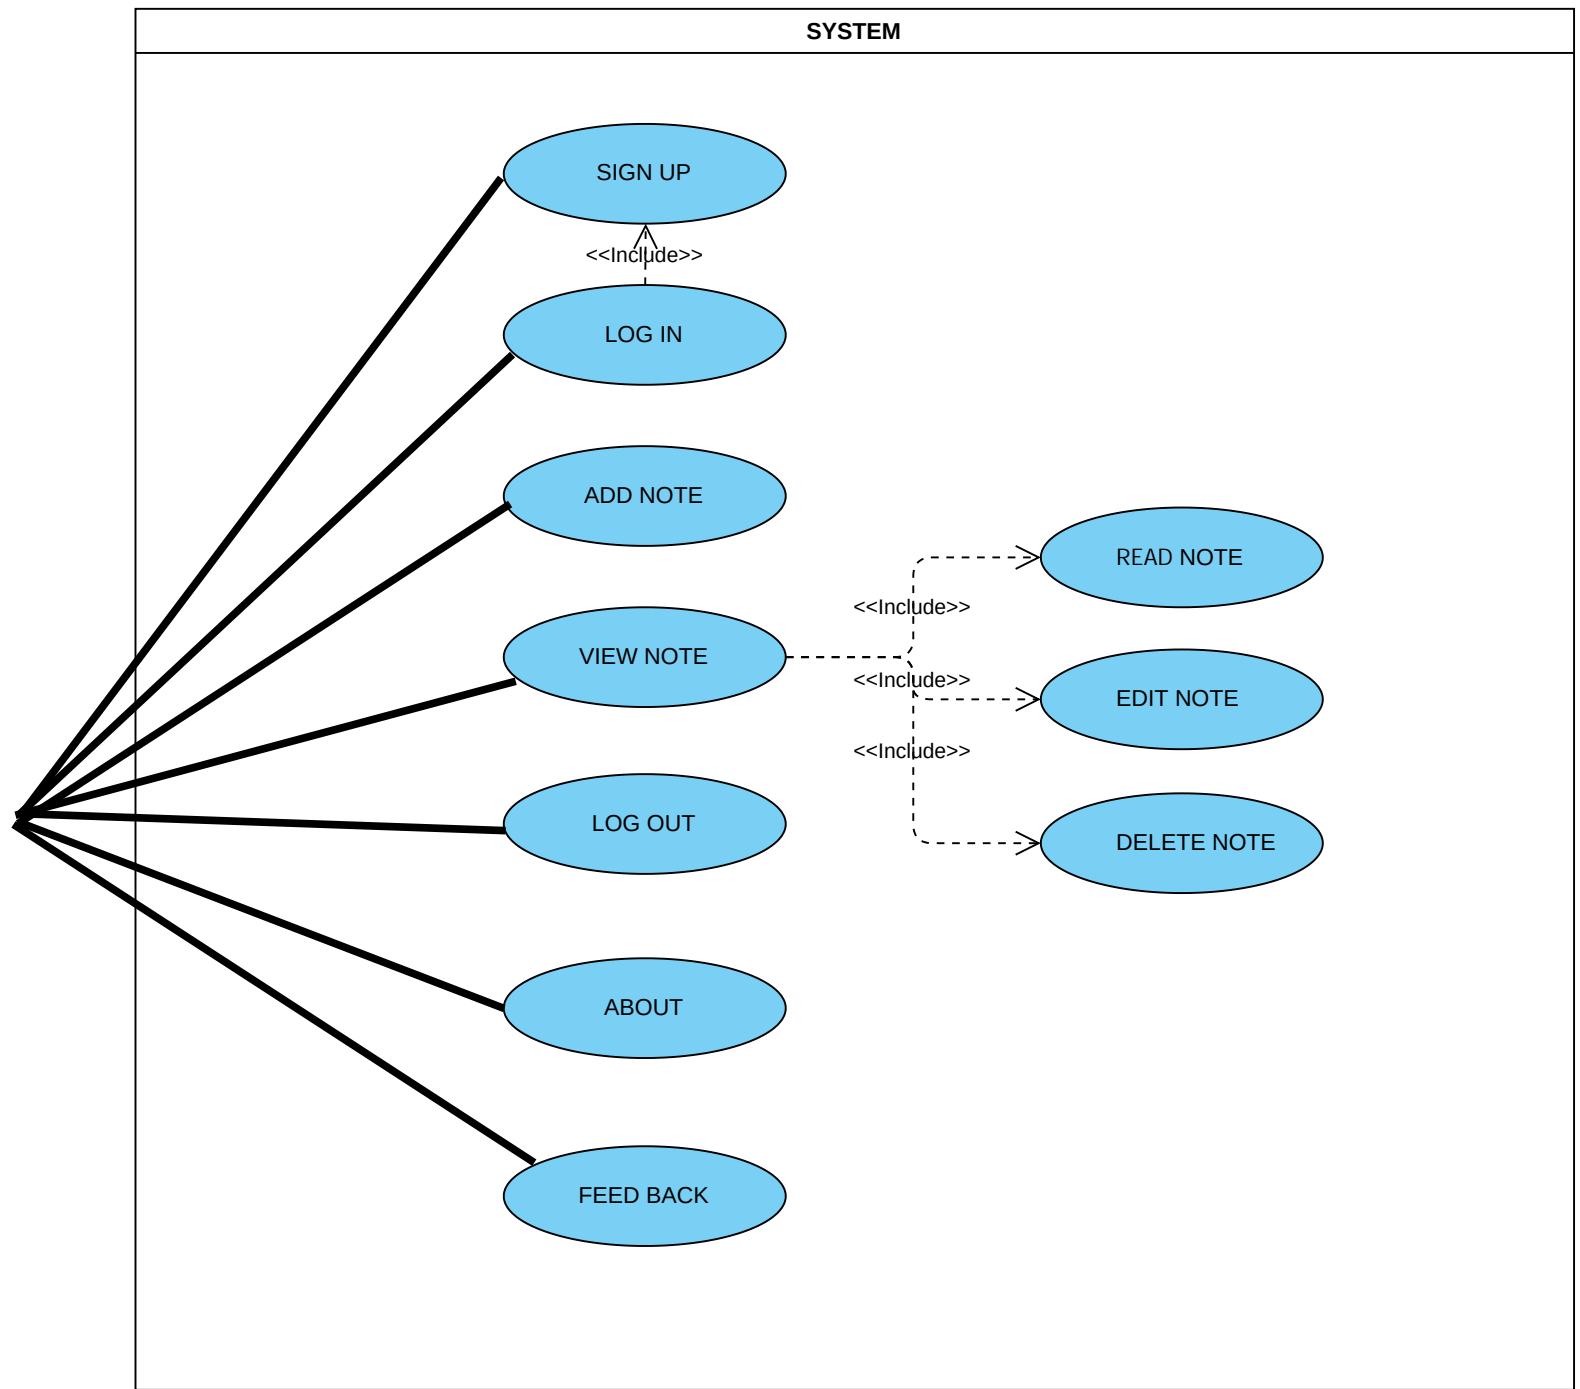 SYSTEM
SIGN UP
<<Include>>
LOG IN
ADD NOTE
VIEW NOTE
LOG OUT
ABOUT
FEED BACK
<<Include>>
<<Include>>
<<Include>>
READ NOTE
EDIT NOTE
DELETE NOTE